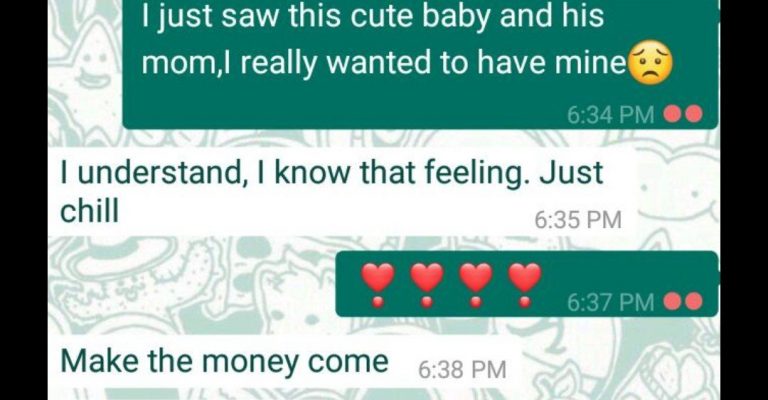 I just saw this cute baby and his
mom,I really wanted to have mine😟
6:34 PM
I understand, I know that feeling. Just
chill
6:35 PM
❣❣❣❣
6:37 PM
Make the money come
6:38 PM